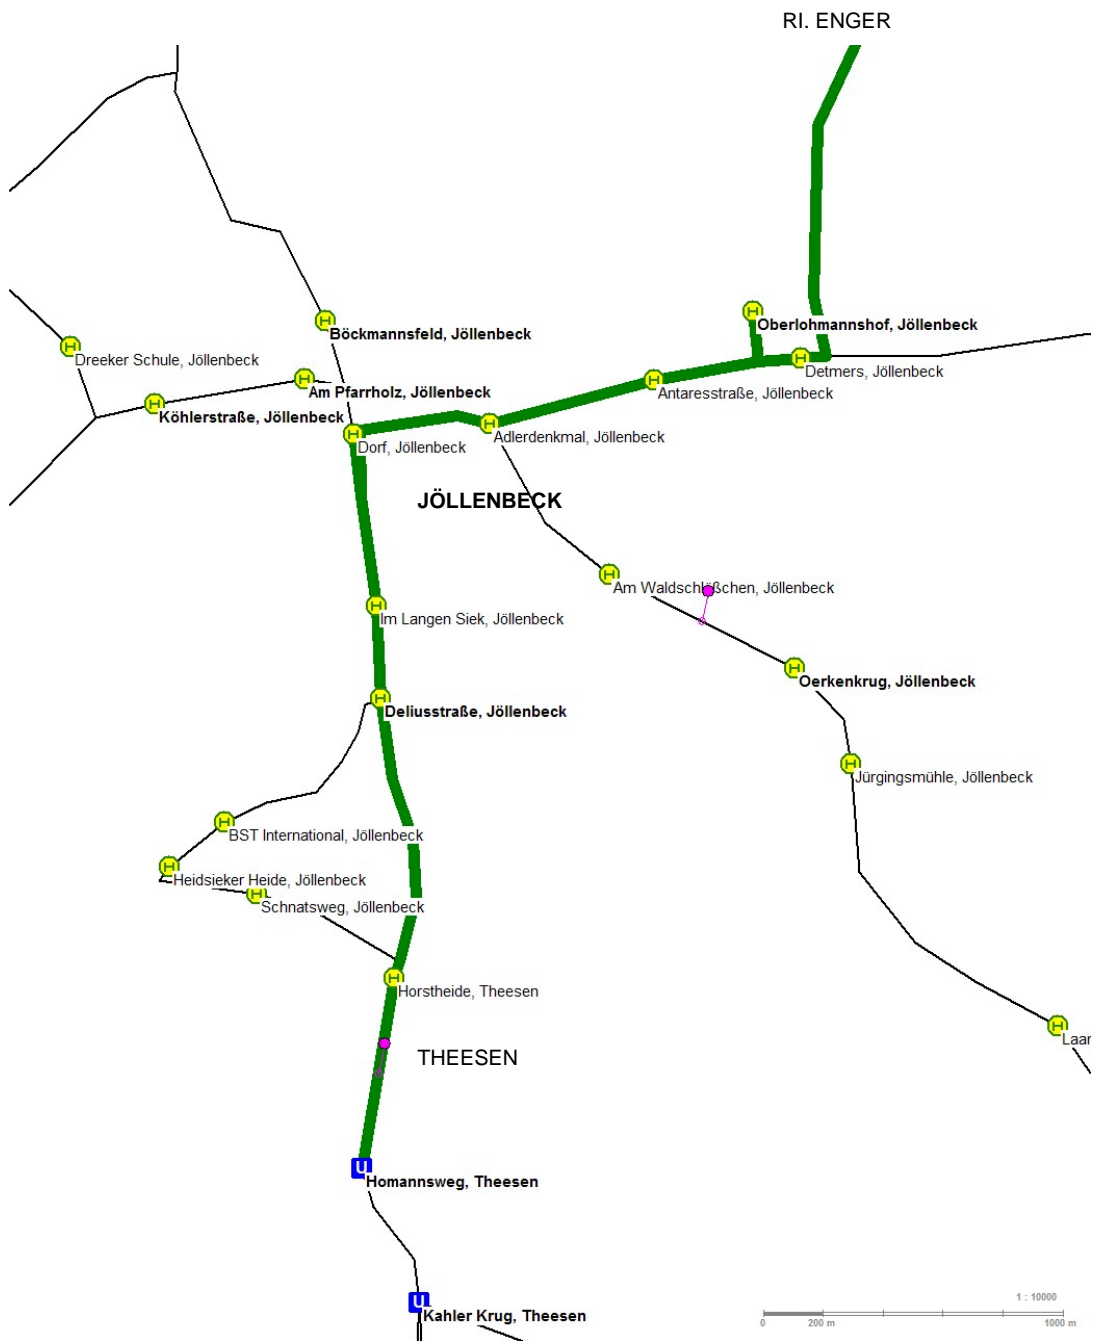 RI. ENGER
Böckmannsfeld, Jöllenbeck
Oberlohmannshof, Jöllenbeck
Dreeker Schule, Jöllenbeck
Detmers, Jöllenbeck
Am Pfarrholz, Jöllenbeck
Antaresstraße, Jöllenbeck
Köhlerstraße, Jöllenbeck
Adlerdenkmal, Jöllenbeck
Dorf, Jöllenbeck
JÖLLENBECK
Am Waldschlößchen, Jöllenbeck
Im Langen Siek, Jöllenbeck
Oerkenkrug, Jöllenbeck
Deliusstraße, Jöllenbeck
Jürgingsmühle, Jöllenbeck
BST International, Jöllenbeck
Heidsieker Heide, Jöllenbeck
Schnatsweg, Jöllenbeck
Horstheide, Theesen
Laar
THEESEN
U
Homannsweg, Theesen
1 : 10000
U
Kahler Krug, Theesen
0 200 m 1000 m